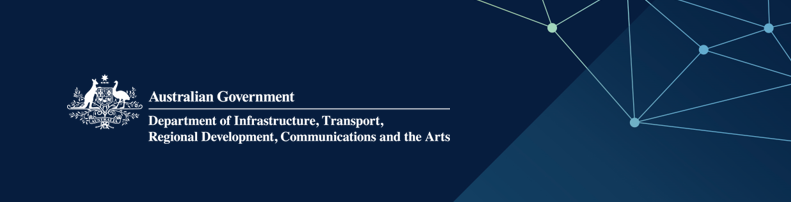 Australian Government
Department of Infrastructure, Transport,
Regional Development, Communications and the Arts